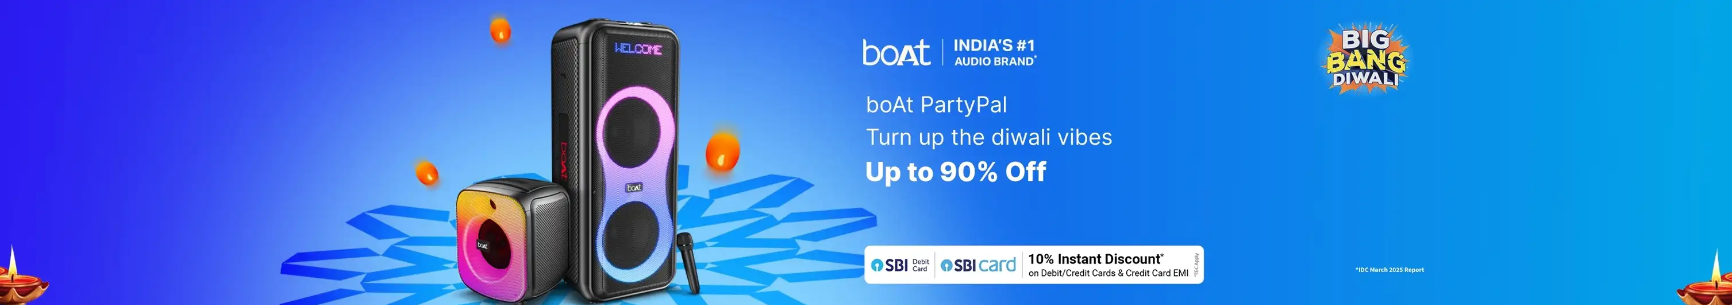 WELCOME
boAt
boAt
boAt
boAt
INDIA'S #1
AUDIO BRAND*
boAt PartyPal
Turn up the diwali vibes
Up to 90% Off
SBI Debit Card
SBI card
10% Instant Discount*
on Debit/Credit Cards & Credit Card EMI
*T&C Apply
BIG
BANG
DIWALI
*IDC March 2025 Report